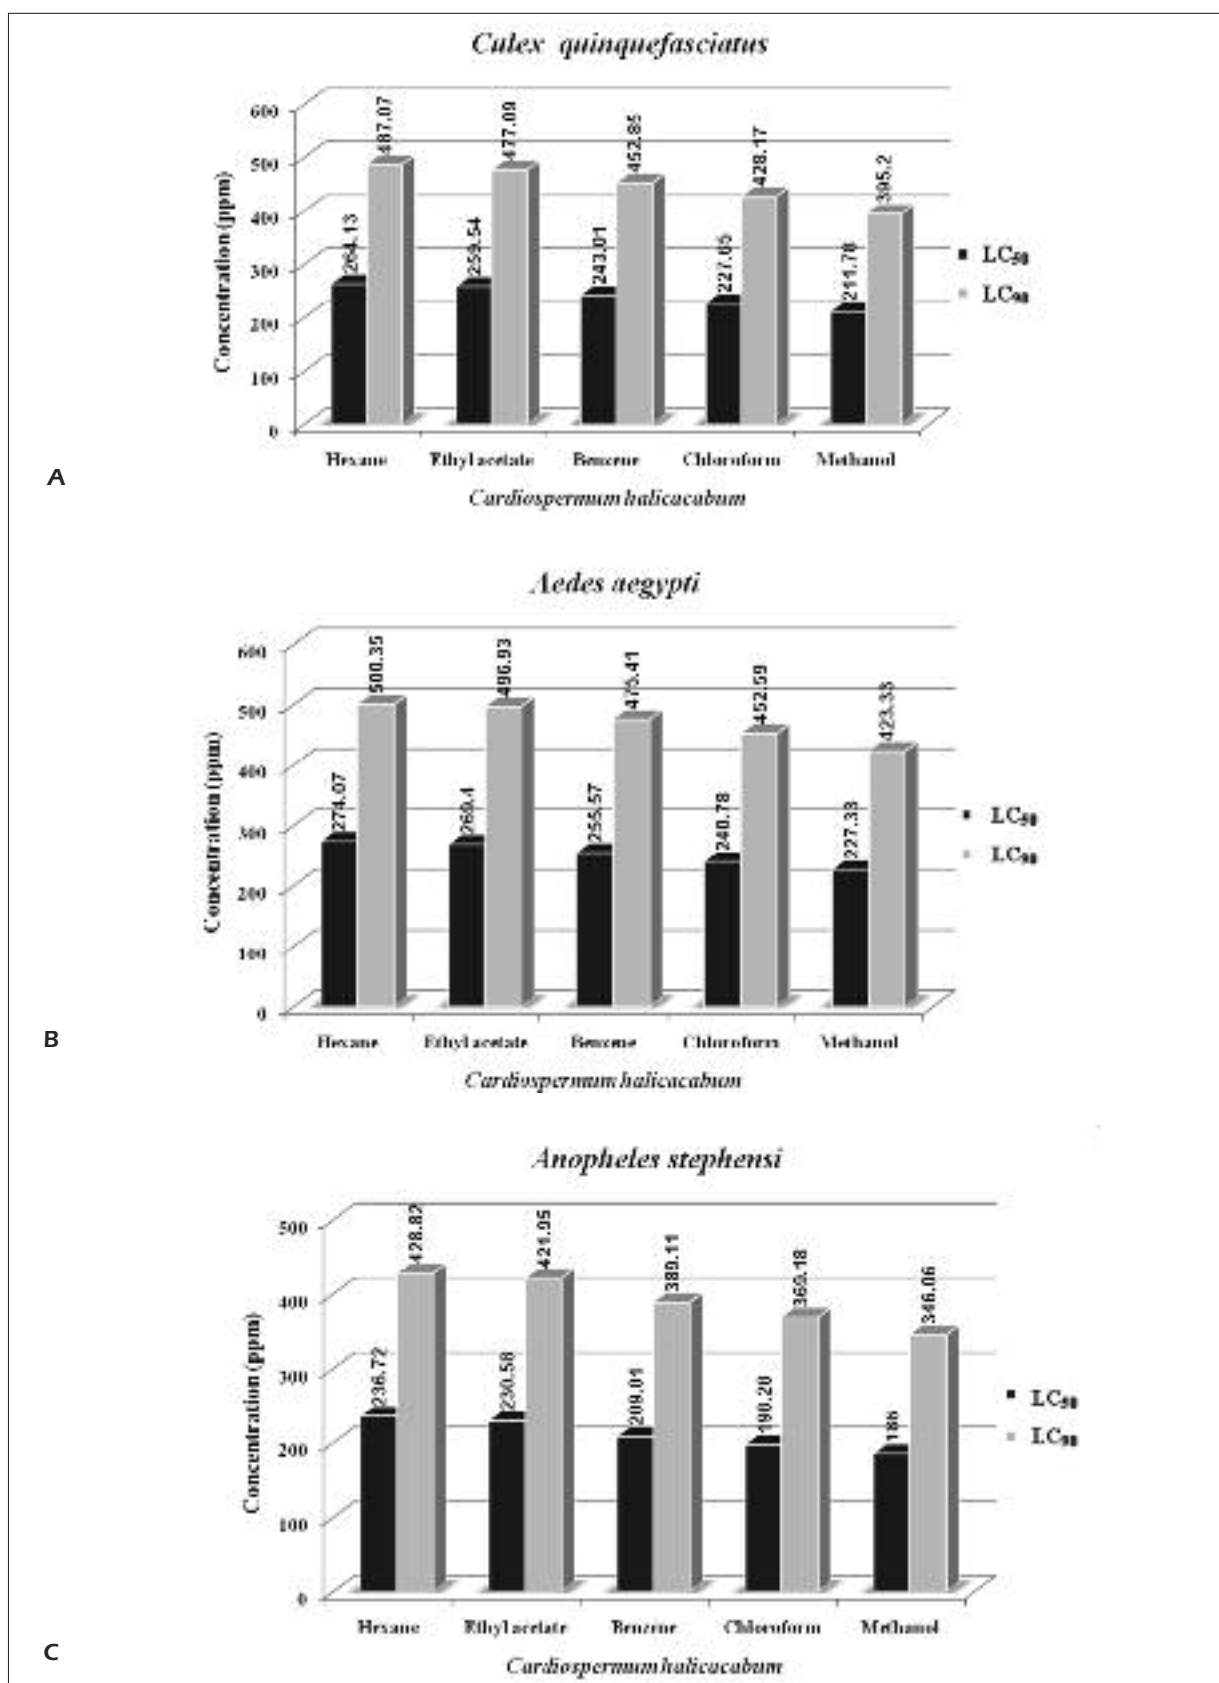 Culex quinquefasciatus
Concentration (ppm)
600
500
400
300
200
100
0
264.13
487.07
259.54
477.09
243.01
452.85
227.65
428.17
211.78
395.2
LC50
LC90
Hexane Ethyl acetate Benzene Chloroform Methanol
A
Cardiospermum halicacabum
Aedes aegypti
Concentration (ppm)
600
500
400
300
200
100
0
274.07
500.35
269.4
496.93
255.57
475.41
240.78
452.59
227.33
423.33
LC50
LC90
Hexane Ethyl acetate Benzene Chloroform Methanol
B
Cardiospermum halicacabum
Anopheles stephensi
Concentration (ppm)
500
400
300
200
100
0
236.72
428.82
230.58
421.95
209.01
389.11
369.18
346.06
LC50
LC90
Hexane Ethyl acetate Benzene Chloroform Methanol
C
Cardiospermum halicacabum